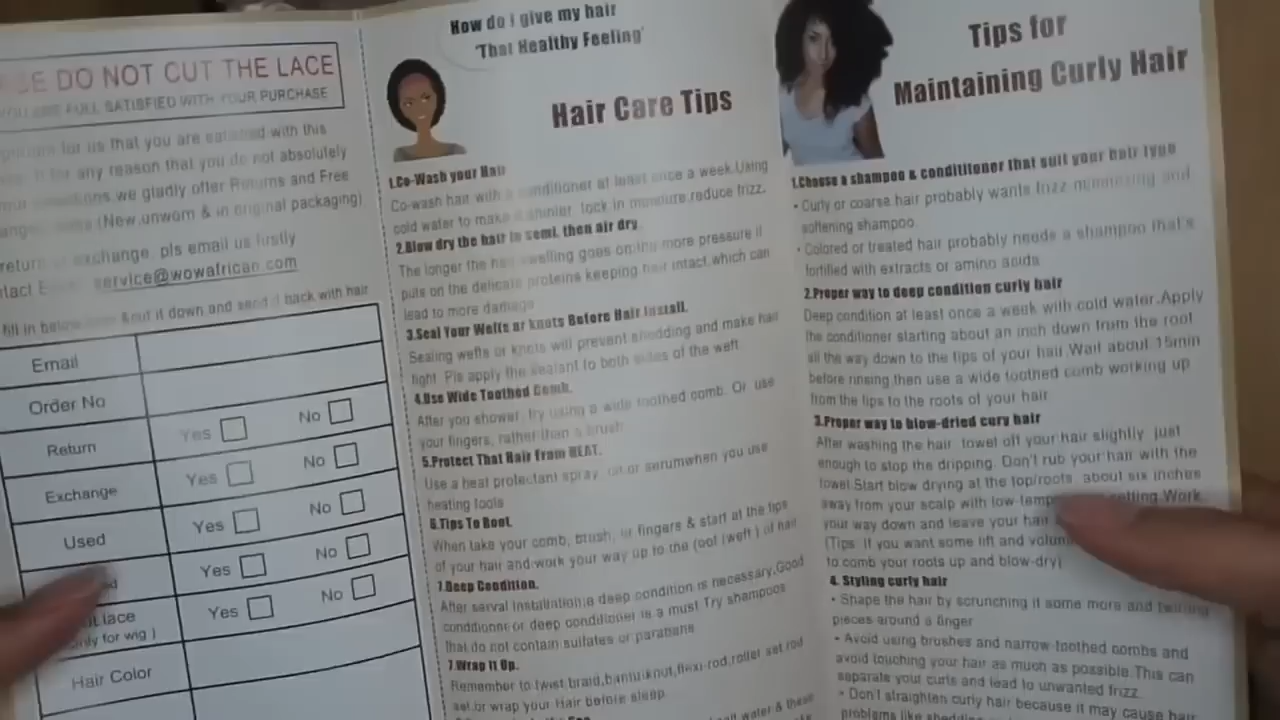 DO NOT CUT THE LACE
YOU ARE FULL SATISFIED WITH YOUR PURCHASE
for us that you are satisfied with this
for any reason that you do not absolutely
we gladly offer Returns and Free
(New,unworn & in original packaging)
return or exchange, pls email us firstly
service@wowafrican.com
fill in below &cut it down and send it back with hair
Email
Order No
Return Yes No
Exchange Yes No
Used Yes No
Yes No
lace Yes No
only for wig )
Hair Color
How do i give my hair
'That Healthy Feeling'
Hair Care Tips
1.Co-Wash your Hair
Co-wash hair with a conditioner at least once a week.Using
cold water to make it shinier, lock in moisture,reduce frizz.
2.Blow dry the hair to semi, then air dry.
The longer the hair swelling goes on,the more pressure it
puts on the delicate proteins keeping hair intact,which can
lead to more damage
3.Seal Your Wefts or knots Before Hair Install.
Sealing wefts or knots will prevent shedding and make hair
tight. Pls apply the sealant to both sides of the weft.
4.Use Wide Toothed Comb.
After you shower, try using a wide toothed comb. Or use
your fingers, rather than a brush.
5.Protect That Hair From HEAT.
Use a heat protectant spray, oil or serumwhen you use
heating tools
6.Tips To Root.
When take your comb, brush, or fingers & start at the tips
of your hair and work your way up to the (oot (weft ) of hair.
7.Deep Condition.
After serval installation,a deep condition is necessary.Good
conditioner or deep conditioner is a must Try shampoos
that do not contain sulfates or parabans.
7.Wrap It Up.
Remember to twist,braid,bantuiknot,flexi-rod,roller set,rod
set,or wrap your Hair before sleep.
water & these
Tips for
Maintaining Curly Hair
1.Choose a shampoo & conditiioner that suit your hair type
• Curly or coarse hair probably wants frizz-minimizing and
softening shampoo.
• Colored or treated hair probably needs a shampoo that's
fortified with extracts or amino acids.
2.Proper way to deep condition curly hair
Deep condition at least once a week with cold water.Apply
the conditioner starting about an inch down from the root
all the way down to the tips of your hair.Wait about 15min
before rinsing,then use a wide toothed comb working up
from the tips to the roots of your hair.
3.Proper way to blow-dried cury hair
After washing the hair, towel off your hair slightly, just
enough to stop the dripping. Don't rub your hair with the
towel.Start blow drying at the top/roots, about six inches
away from your scalp with low- setting.Work
your way down and leave your hair
(Tips: If you want some lift and
to comb your roots up and blow-dry)
4. Styling curly hair
• Shape the hair by scrunching it some more and twirling
pieces around a finger
• Avoid using brushes and narrow-toothed combs and
avoid touching your hair as much as possible.This can
separate your curls and lead to unwanted frizz.
• Don't straighten curly hair because it may cause hair
problems like